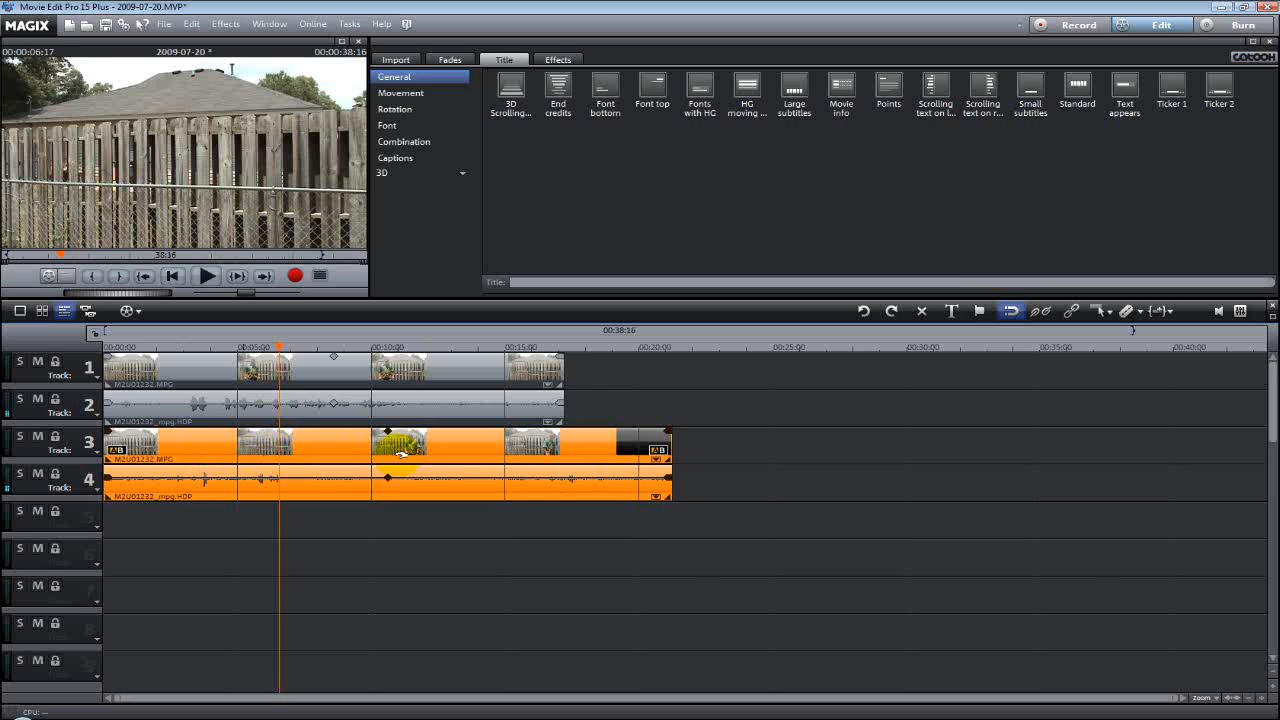 Movie Edit Pro 15 Plus - 2009-07-20.MVP*
MAGIX
File Edit Effects Window Online Tasks Help
Record Edit Burn
00:00:06:17 2009-07-20 * 00:00:38:16
Import Fades Title Effects
General
Movement
Rotation
Font
Combination
Captions
3D
3D Scrolling...
End credits
Font bottom
Font top
Fonts with HG
HG moving ...
Large subtitles
Movie info
Points
Scrolling text on l...
Scrolling text on r...
Small subtitles
Standard
Text appears
Ticker 1
Ticker 2
38:16
Title:
00:38:16
00:00:00 00:05:00 00:10:00 00:15:00 00:20:00 00:25:00 00:30:00 00:35:00 00:40:00
S M Track: 1
M2U01232.MPG
S M Track: 2
M2U01232_mpg.HDP
S M Track: 3
AB AB
M2U01232.MPG
S M Track: 4
M2U01232_mpg.HDP
S M 5
S M 6
S M 7
S M 8
S M
Zoom
CPU: ---